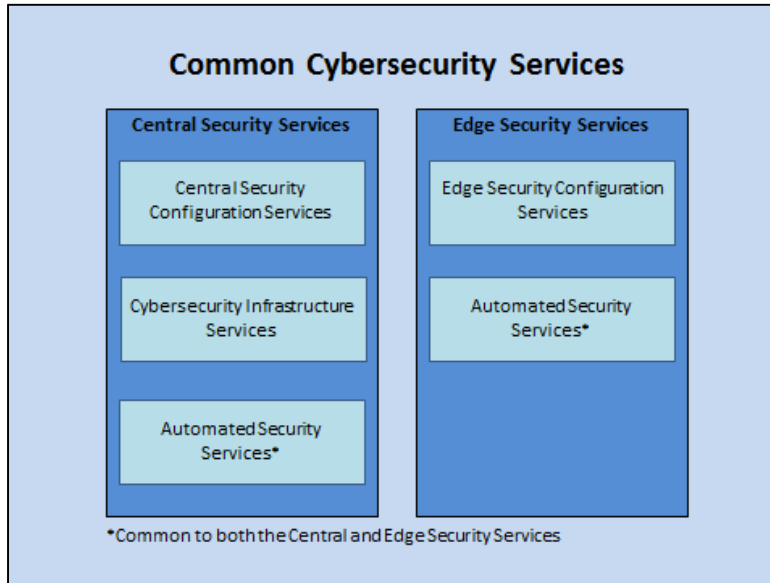 Common Cybersecurity Services
Central Security Services
Central Security
Configuration Services
Cybersecurity Infrastructure
Services
Automated Security
Services*
Edge Security Services
Edge Security Configuration
Services
Automated Security
Services*
*Common to both the Central and Edge Security Services